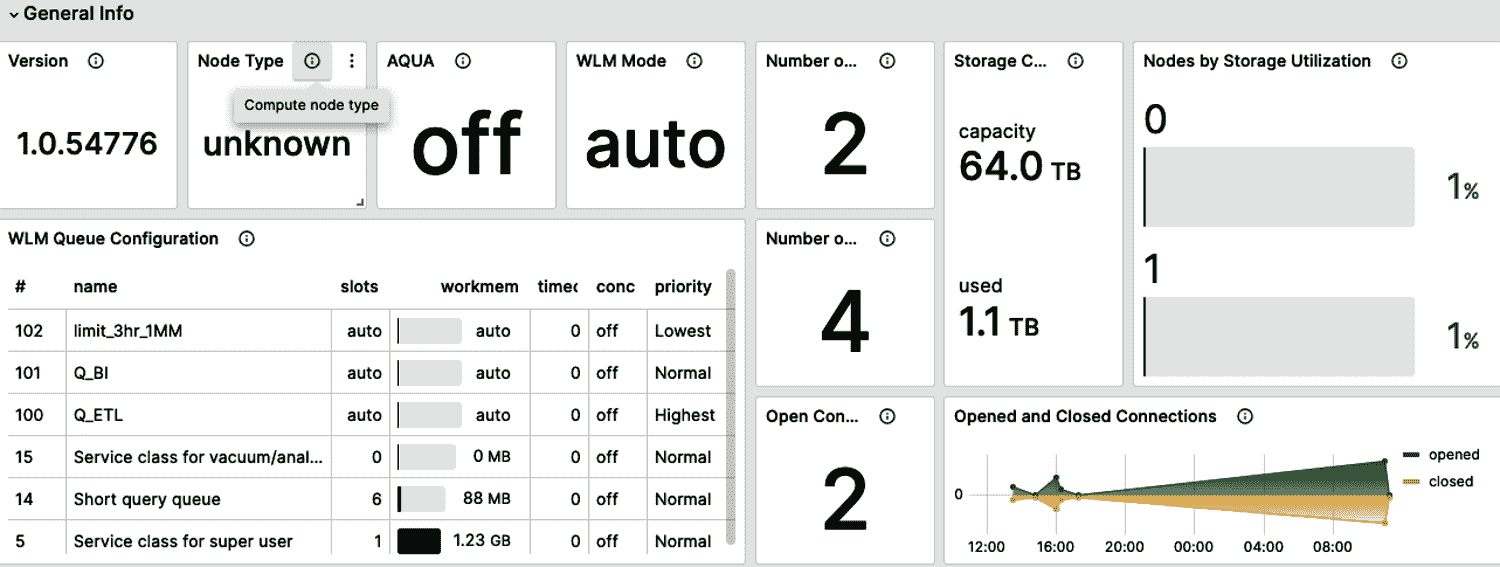 General Info
Version
Node Type
AQUA
WLM Mode
Number o...
Storage C...
Nodes by Storage Utilization
Compute node type
1.0.54776
unknown
off
auto
2
capacity
64.0 TB
0
1%
WLM Queue Configuration
Number o...
4
used
1.1 TB
1
1%
# name slots workmem timec conc priority
102 limit_3hr_1MM auto auto 0 off Lowest
101 Q_BI auto auto 0 off Normal
100 Q_ETL auto auto 0 off Highest
15 Service class for vacuum/anal... 0 0 MB 0 off Normal
14 Short query queue 6 88 MB 0 off Normal
5 Service class for super user 1 1.23 GB 0 off Normal
Open Con...
2
Opened and Closed Connections
opened
closed
0
12:00 16:00 20:00 00:00 04:00 08:00